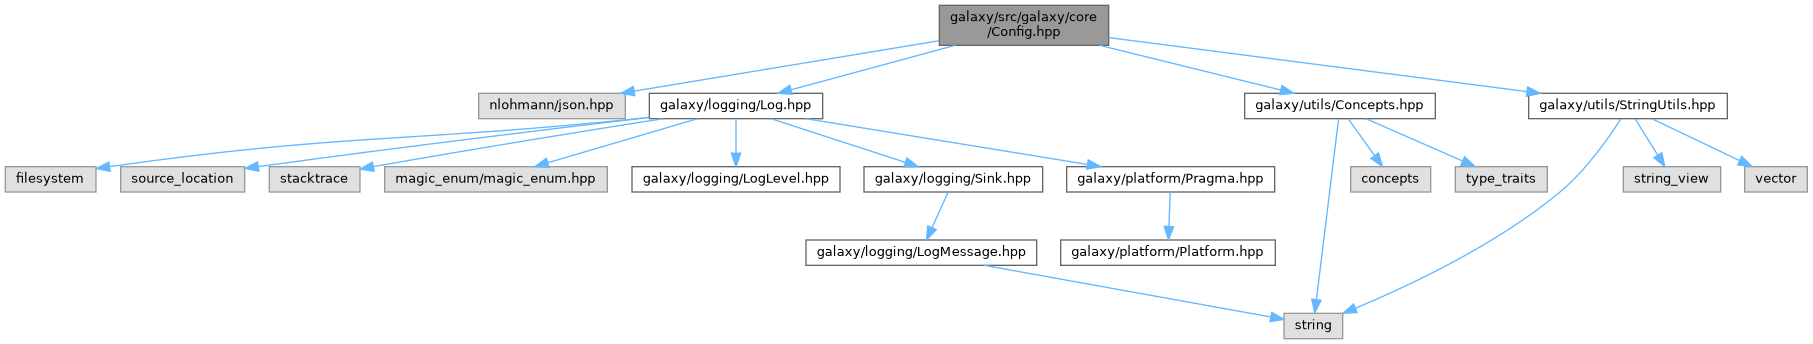 galaxy/src/galaxy/core
/Config.hpp
nlohmann/json.hpp
galaxy/logging/Log.hpp
galaxy/utils/Concepts.hpp
galaxy/utils/StringUtils.hpp
filesystem
source_location
stacktrace
magic_enum/magic_enum.hpp
galaxy/logging/LogLevel.hpp
galaxy/logging/Sink.hpp
galaxy/platform/Pragma.hpp
concepts
type_traits
string_view
vector
galaxy/logging/LogMessage.hpp
galaxy/platform/Platform.hpp
string